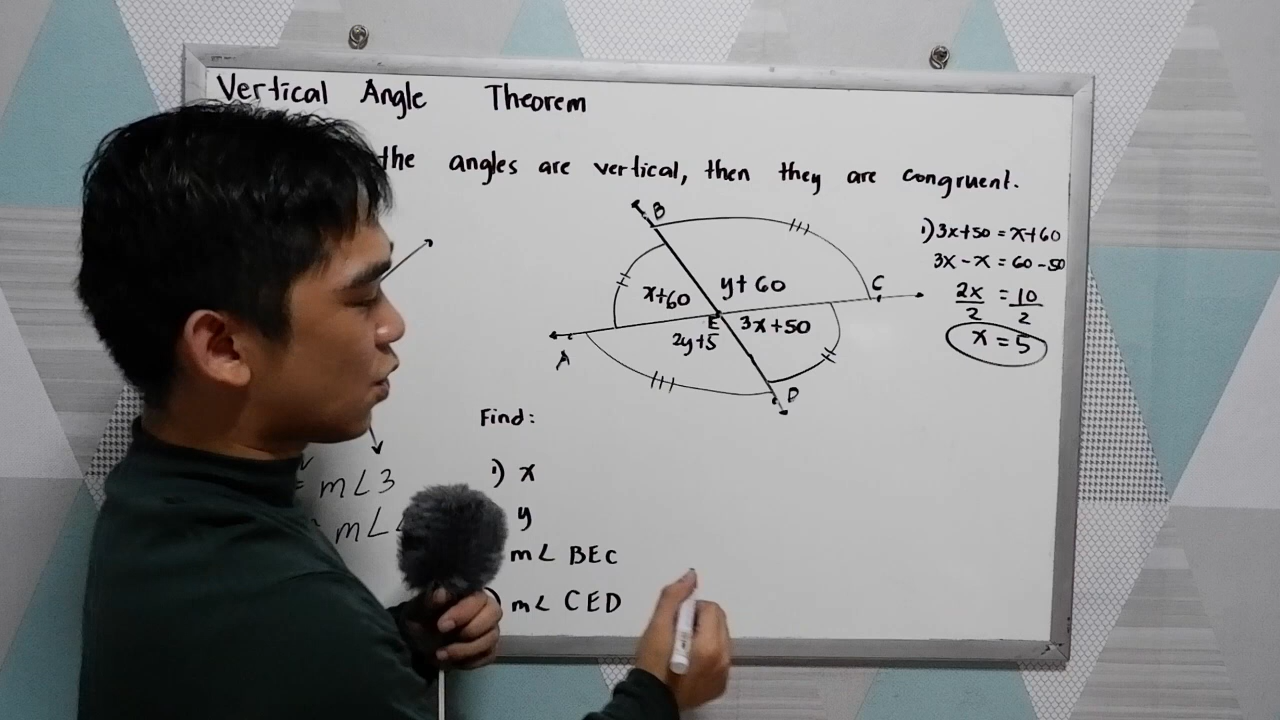 Vertical Angle Theorem
the angles are vertical, then they are congruent.
B
C
x+60
y+60
E
3x+50
2y+5
A
D
1) 3x+50 = x+60
3x-x = 60-50
2x/2 = 10/2
x = 5
Find:
1) x
y
m∠ BEC
) m∠ CED
= m∠3
m∠